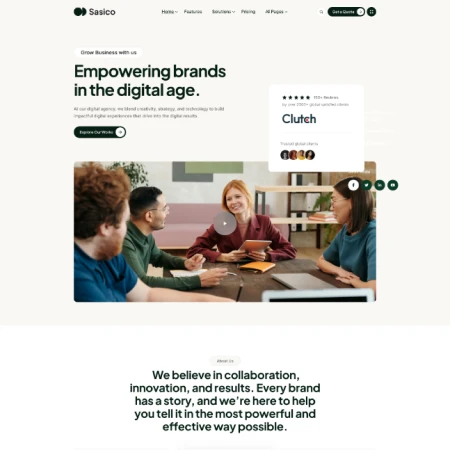 Sasico
Home
Features
Solutions
Pricing
All Pages
Get a Quote
Grow Business with us
Empowering brands
in the digital age.
At our digital agency, we blend creativity, strategy, and technology to build
impactful digital experiences that drive into the digital results.
Explore Our Works
Reviews
by over 2500+ global satisfied clients
Clutch
Trusted global clients
About Us
We believe in collaboration,
innovation, and results. Every brand
has a story, and we're here to help
you tell it in the most powerful and
effective way possible.